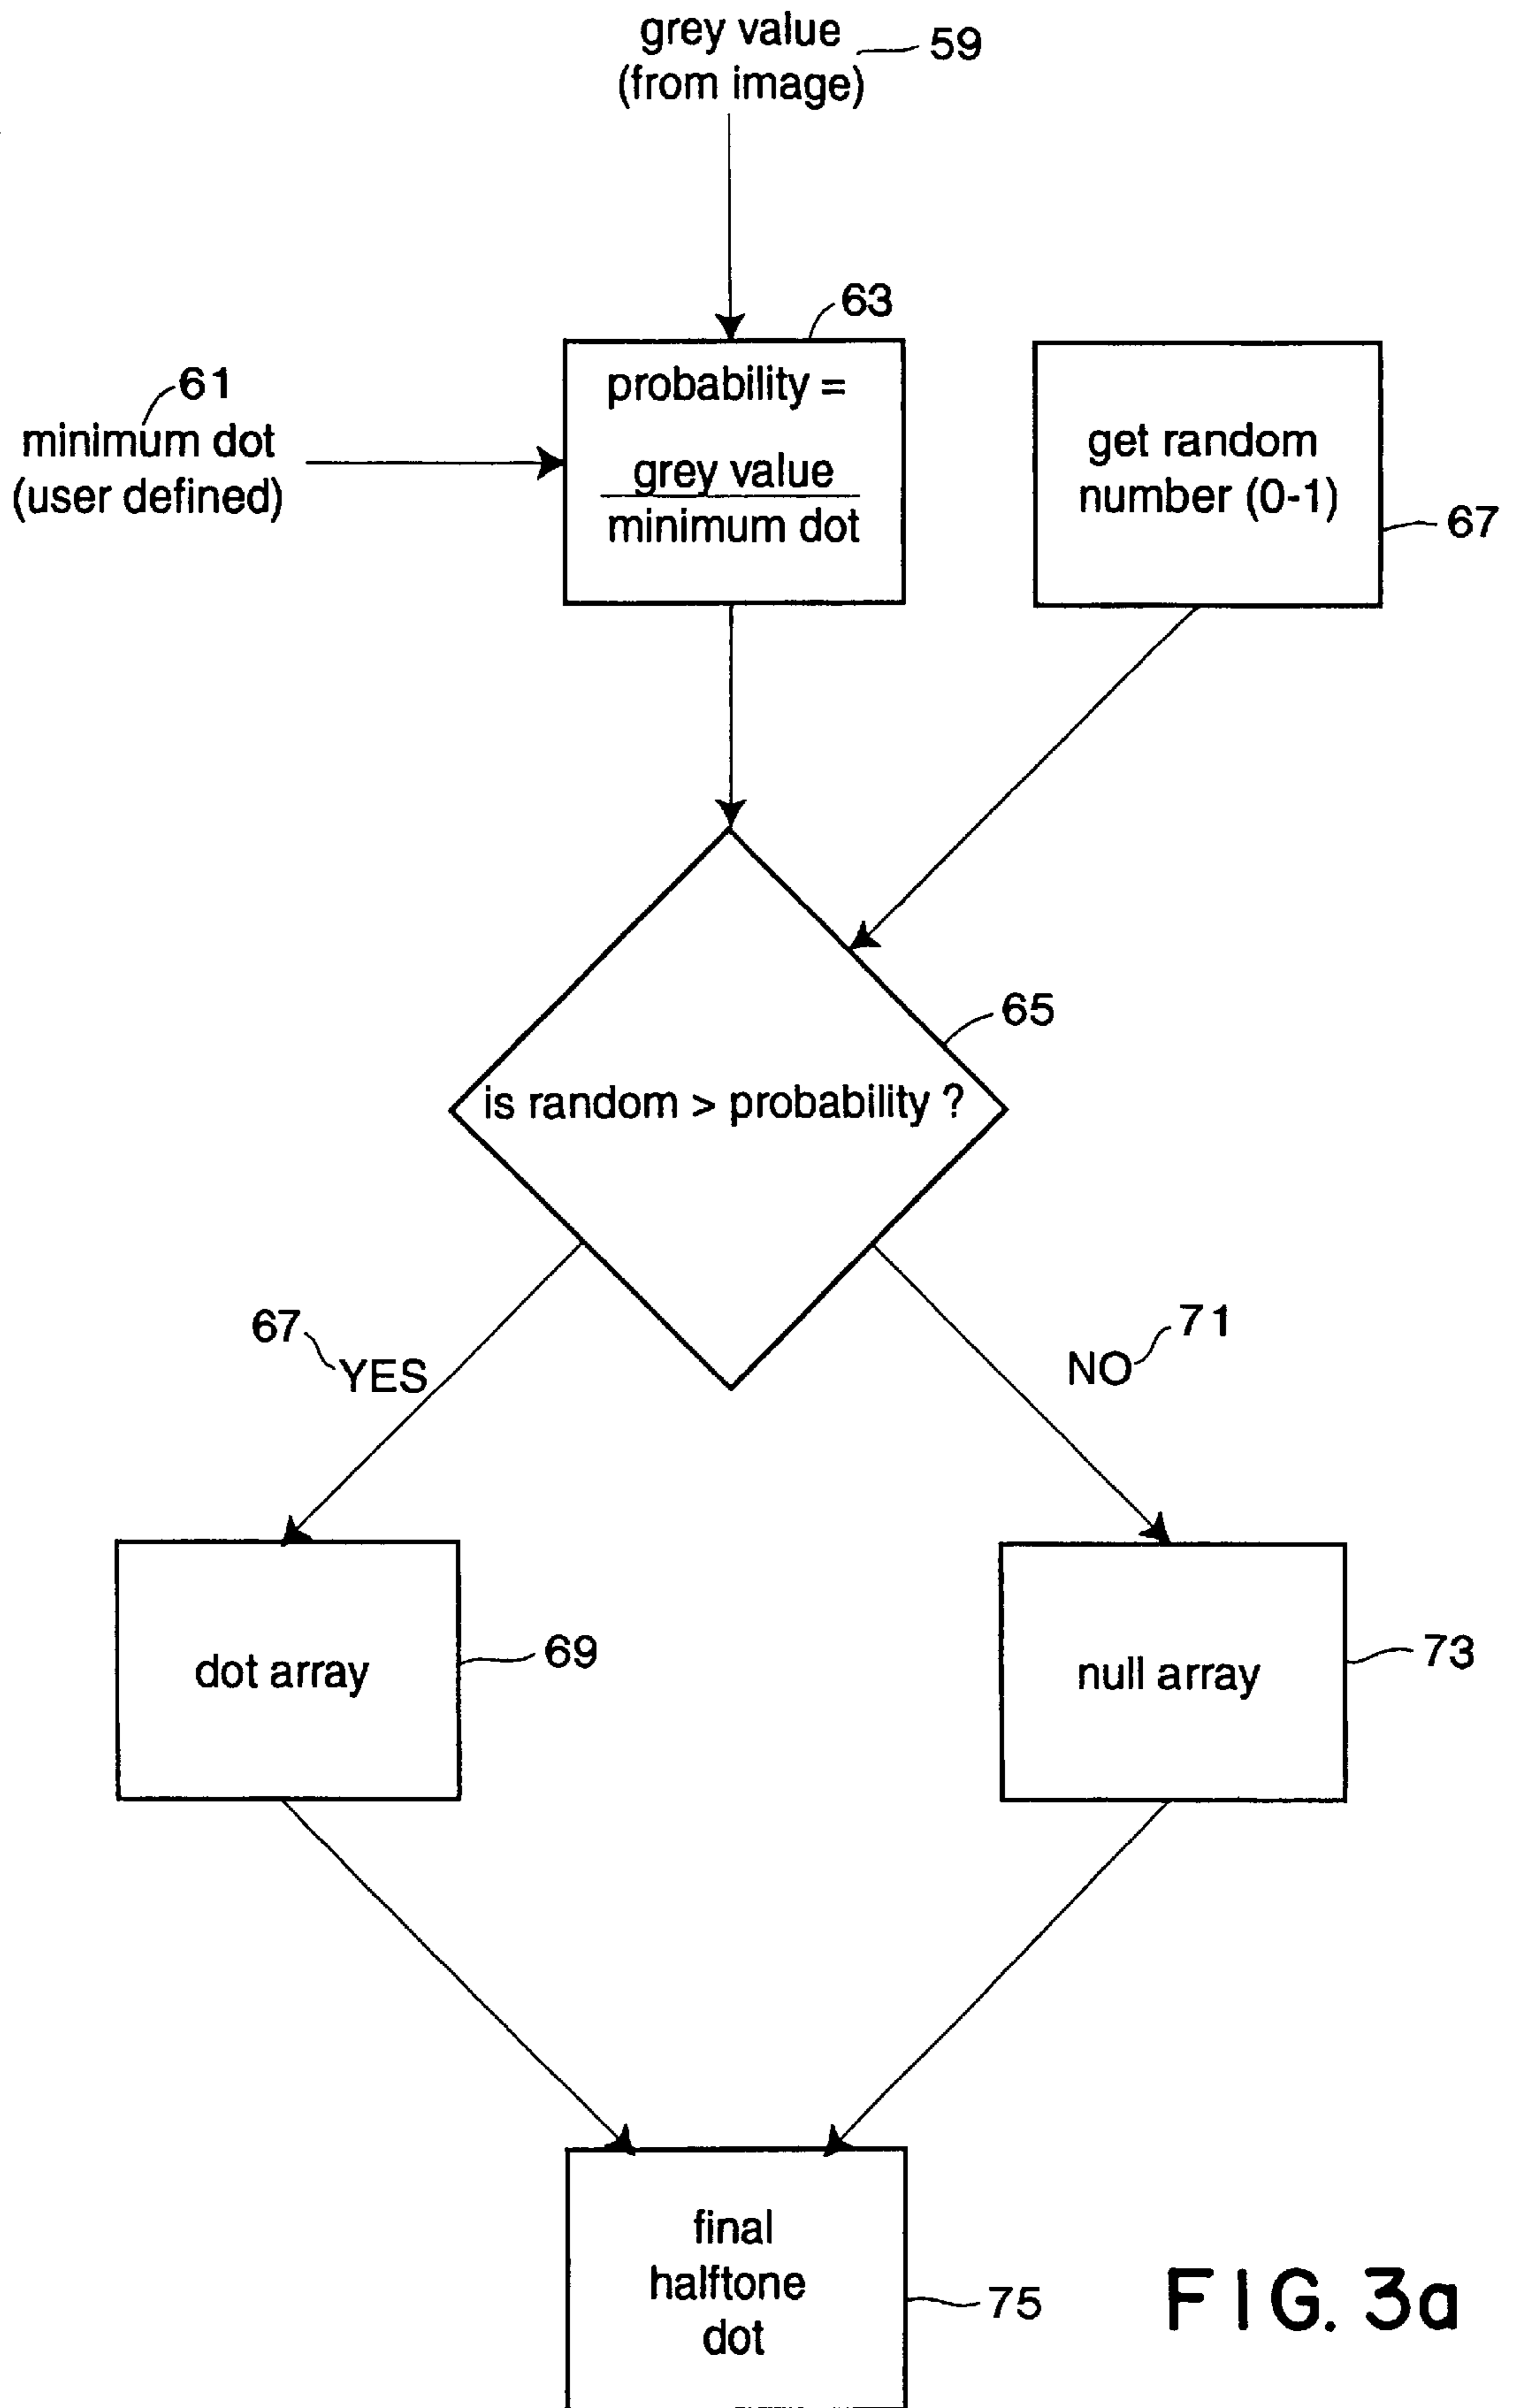 grey value
(from image)
59
63
61
minimum dot
(user defined)
probability =
grey value
minimum dot
get random
number (0-1)
67
65
is random > probability ?
67
YES
71
NO
dot array
69
null array
73
final
halftone
dot
75
FIG. 3a